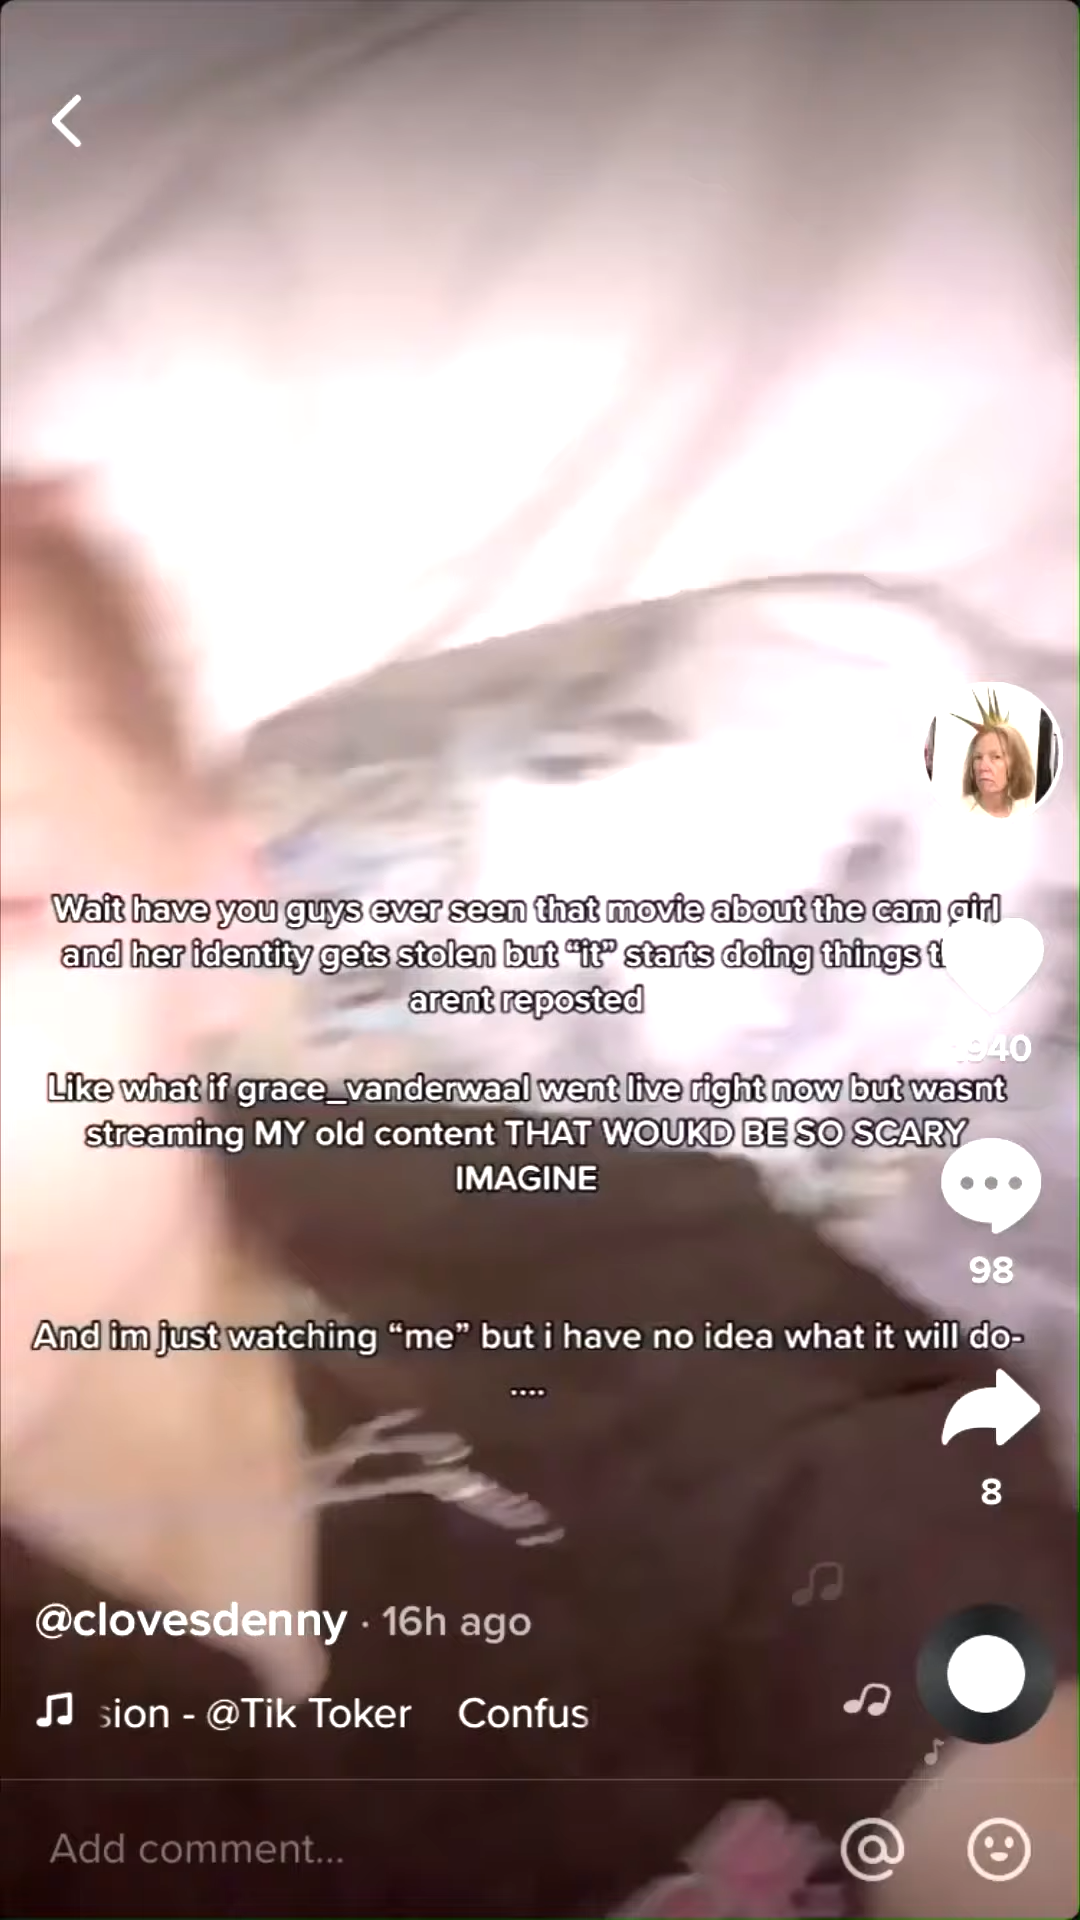 Wait have you guys ever seen that movie about the cam girl
and her identity gets stolen but “it” starts doing things
arent reposted
Like what if grace_vanderwaal went live right now but wasnt
streaming MY old content THAT WOUKD BE SO SCARY
IMAGINE
And im just watching “me” but i have no idea what it will do-
....
940
98
8
@clovesdenny · 16h ago
sion - @Tik Toker Confus
Add comment...